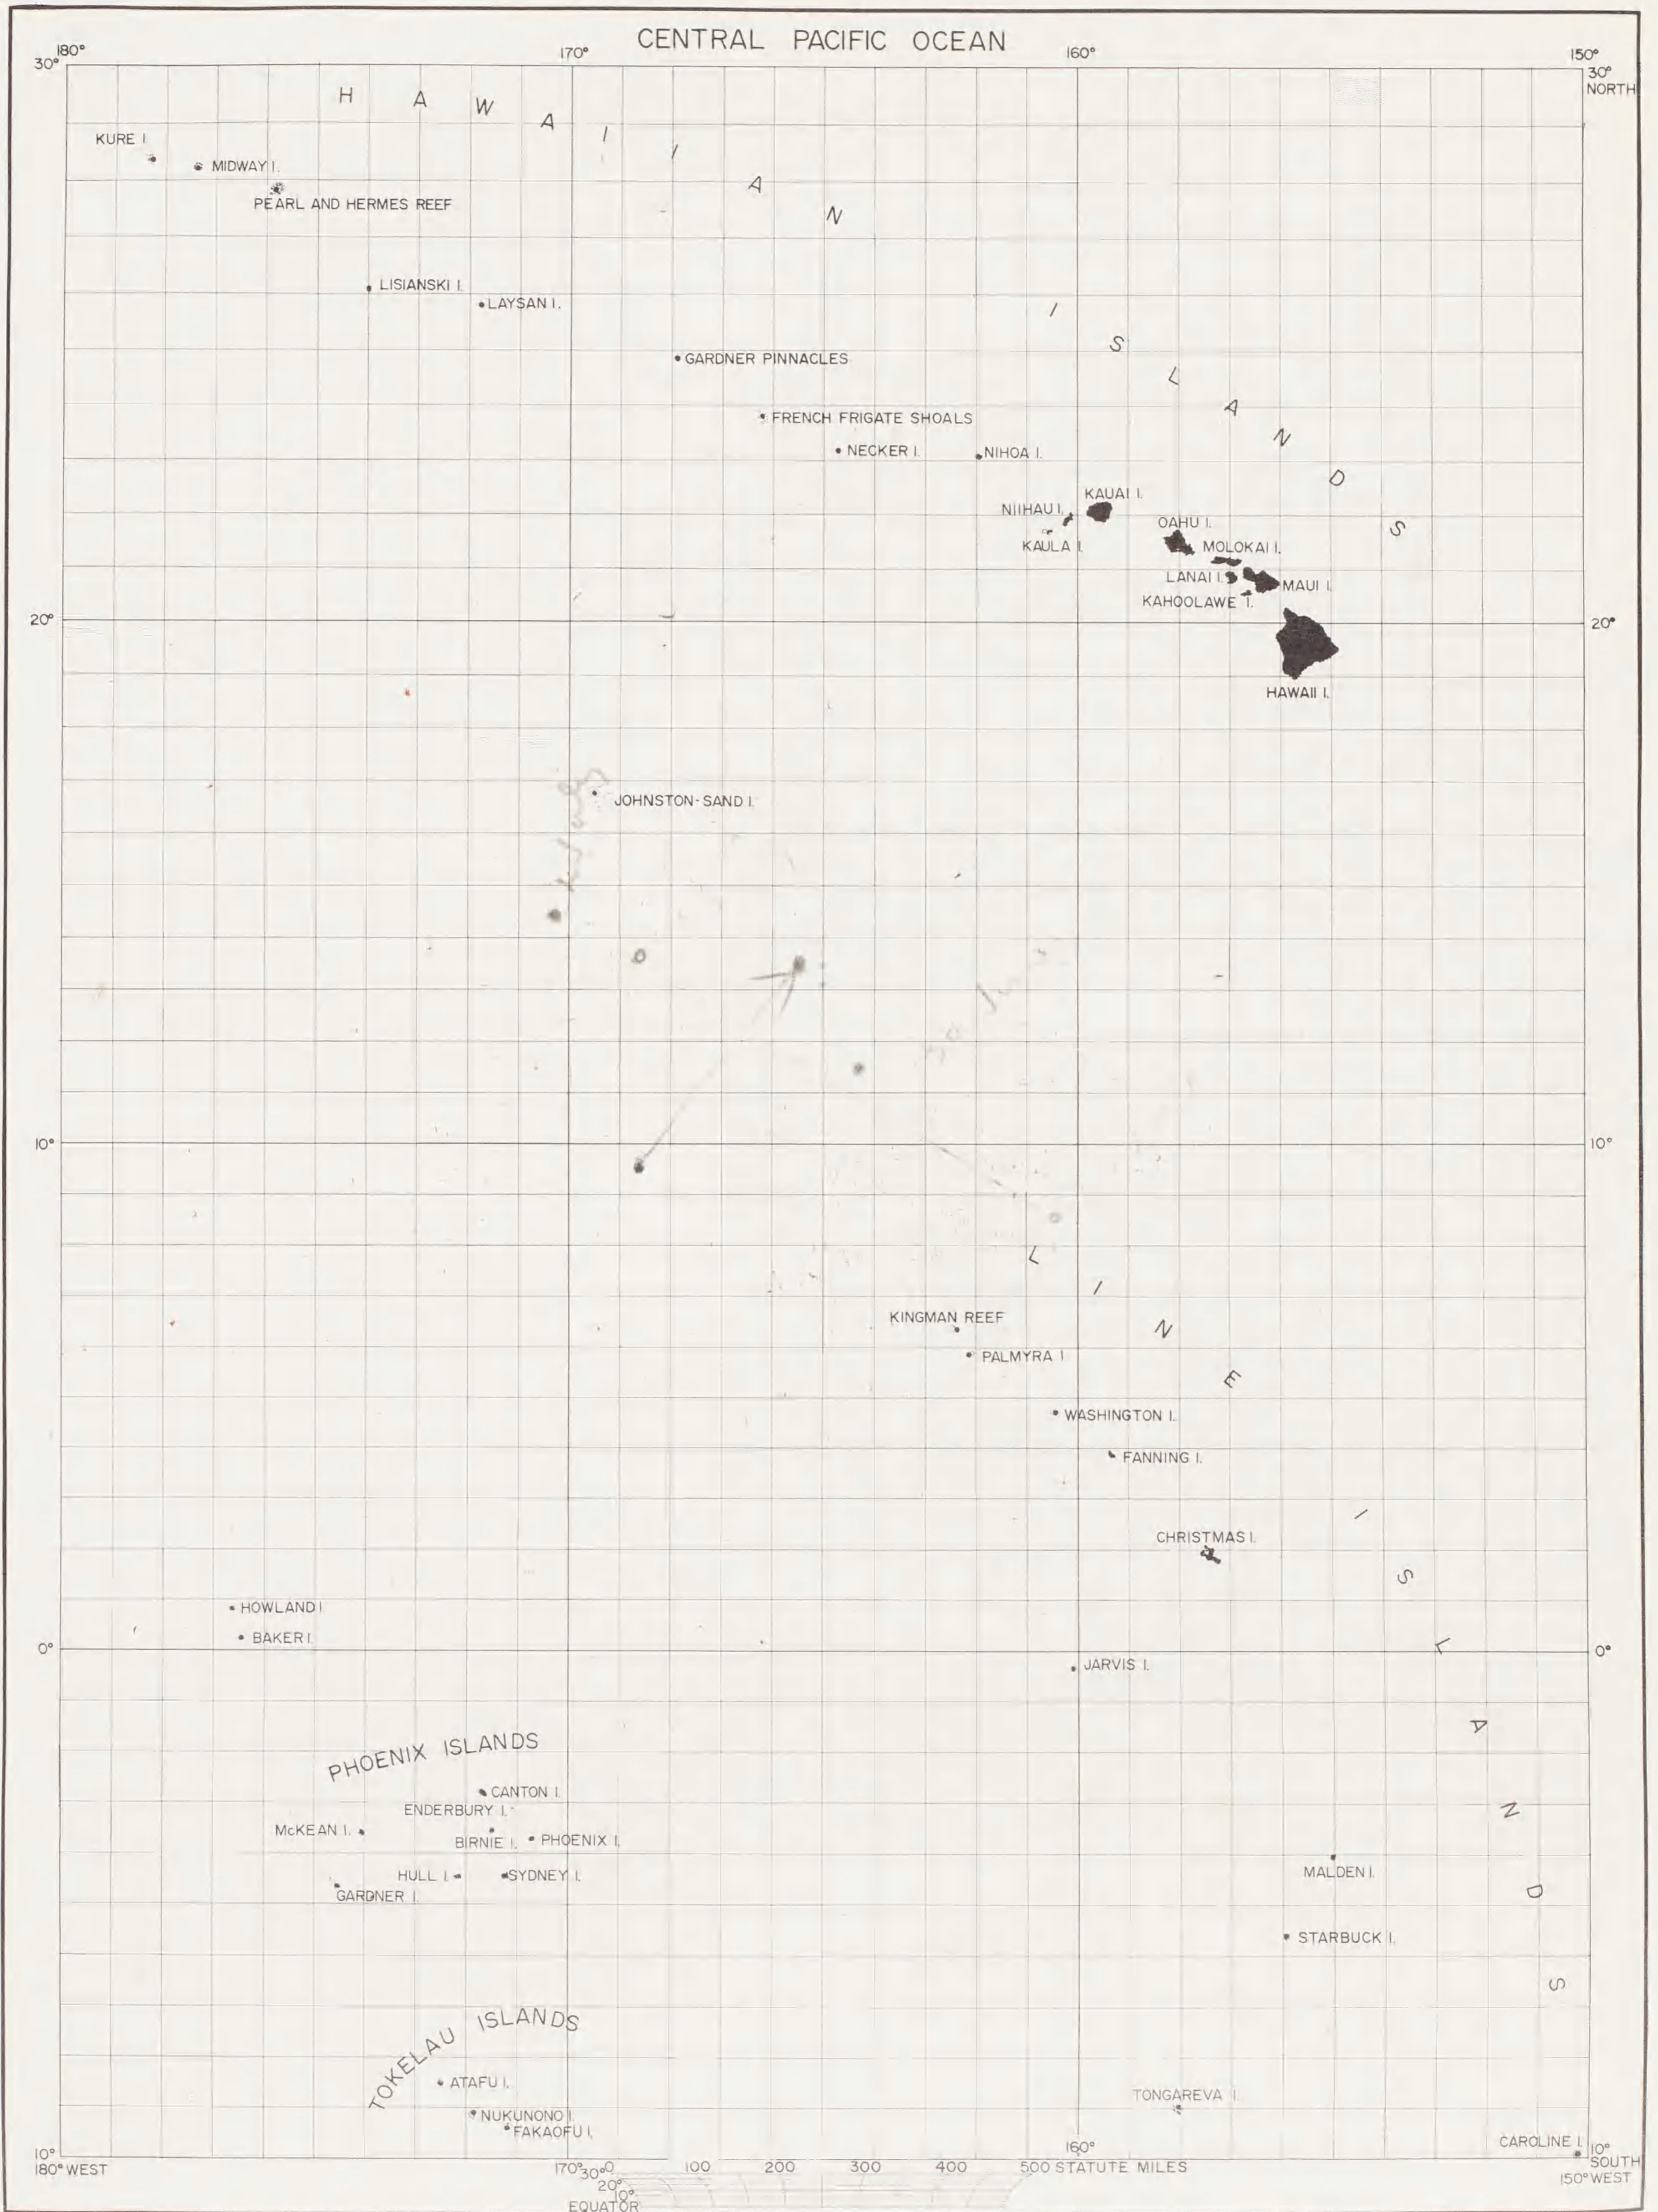 CENTRAL PACIFIC OCEAN
180° 170° 160° 150°
30° 30°
NORTH
HAWAIIAN ISLANDS
KURE I.
MIDWAY I.
PEARL AND HERMES REEF
LISIANSKI I.
LAYSAN I.
GARDNER PINNACLES
FRENCH FRIGATE SHOALS
NECKER I.
NIHOA I.
KAUAI I.
NIIHAU I.
OAHU I.
KAULA I.
MOLOKAI I.
LANAI I.
MAUI I.
KAHOOLAWE I.
20° 20°
HAWAII I.
JOHNSTON-SAND I.
10° 10°
LINE ISLANDS
KINGMAN REEF
PALMYRA I.
WASHINGTON I.
FANNING I.
CHRISTMAS I.
HOWLAND I.
BAKER I.
0° 0°
JARVIS I.
PHOENIX ISLANDS
CANTON I.
ENDERBURY I.
McKEAN I.
BIRNIE I.
PHOENIX I.
HULL I.
SYDNEY I.
GARDNER I.
MALDEN I.
STARBUCK I.
TOKELAU ISLANDS
ATAFU I.
NUKUNONO I.
FAKAOFU I.
TONGAREVA I.
CAROLINE I.
10° 160° 10°
SOUTH
180° WEST 170° 150° WEST
30° 0 100 200 300 400 500 STATUTE MILES
20°
10°
EQUATOR